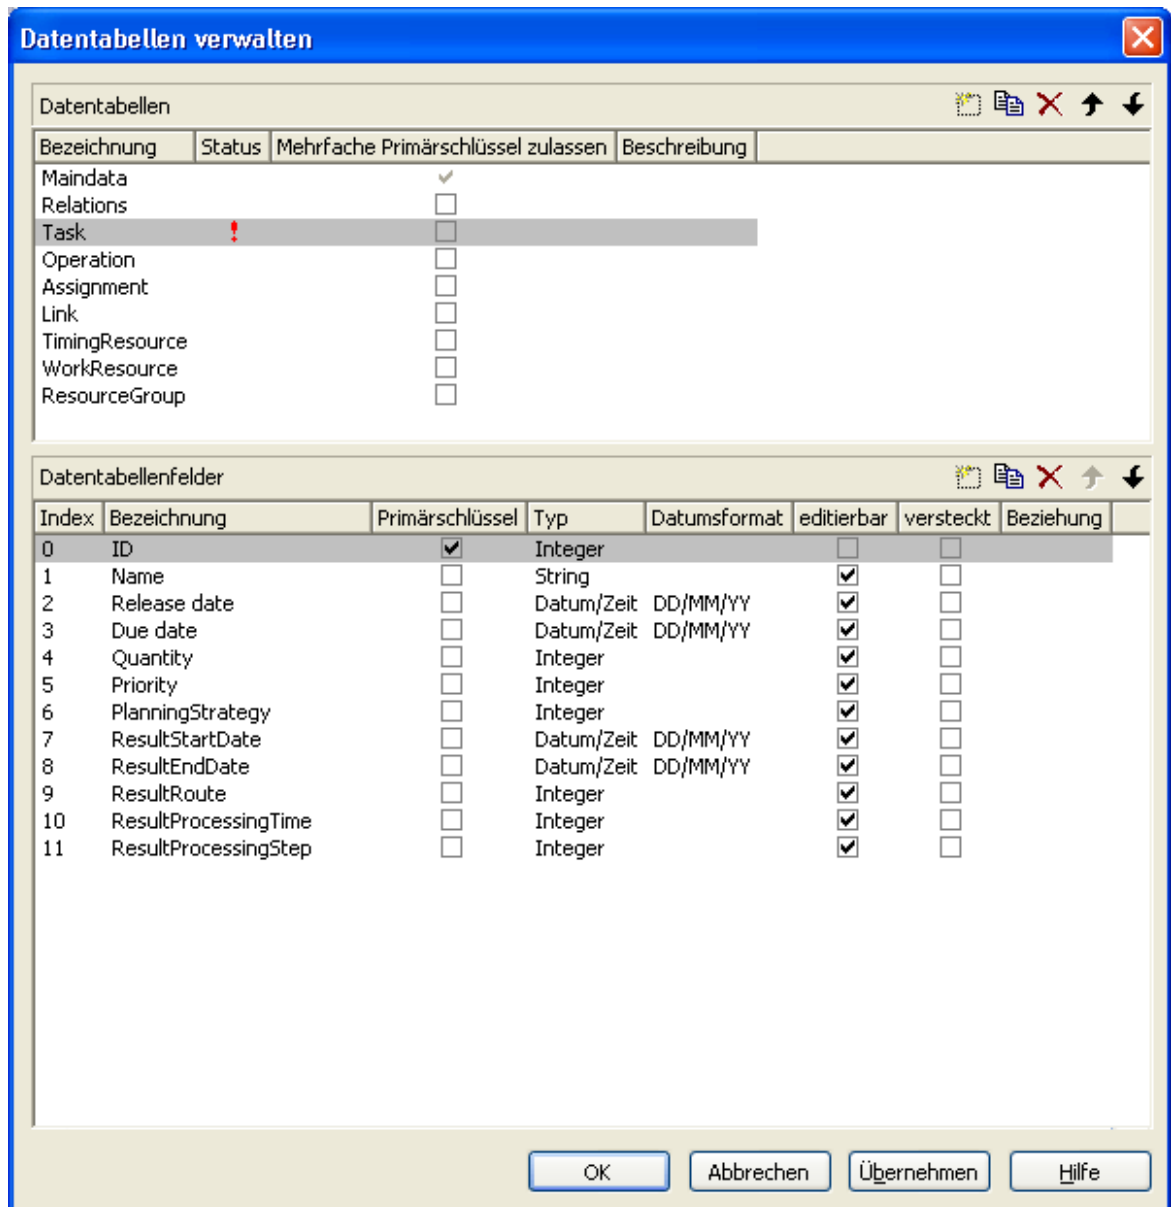 Datentabellen verwalten
Datentabellen
Bezeichnung Status Mehrfache Primärschlüssel zulassen Beschreibung
Maindata
Relations
Task !
Operation
Assignment
Link
TimingResource
WorkResource
ResourceGroup
Datentabellenfelder
Index Bezeichnung Primärschlüssel Typ Datumsformat editierbar versteckt Beziehung
0 ID Integer
1 Name String
2 Release date Datum/Zeit DD/MM/YY
3 Due date Datum/Zeit DD/MM/YY
4 Quantity Integer
5 Priority Integer
6 PlanningStrategy Integer
7 ResultStartDate Datum/Zeit DD/MM/YY
8 ResultEndDate Datum/Zeit DD/MM/YY
9 ResultRoute Integer
10 ResultProcessingTime Integer
11 ResultProcessingStep Integer
OK Abbrechen Übernehmen Hilfe